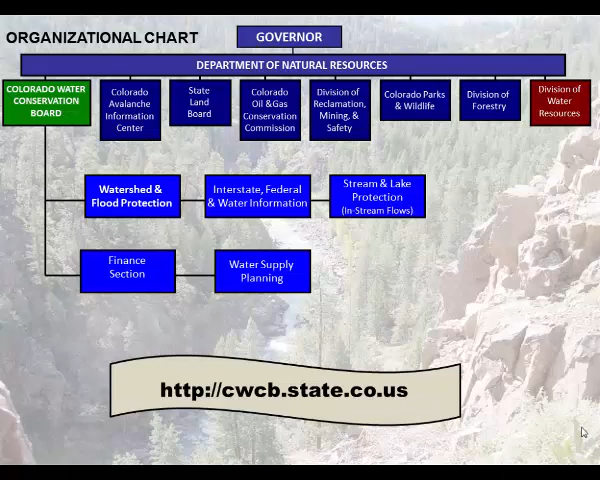 ORGANIZATIONAL CHART
GOVERNOR
DEPARTMENT OF NATURAL RESOURCES
COLORADO WATER
CONSERVATION
BOARD
Colorado
Avalanche
Information
Center
State
Land
Board
Colorado
Oil &Gas
Conservation
Commission
Division of
Reclamation,
Mining, &
Safety
Colorado Parks
& Wildlife
Division of
Forestry
Division of
Water
Resources
Watershed &
Flood Protection
Interstate, Federal
& Water Information
Stream & Lake
Protection
(In-Stream Flows)
Finance
Section
Water Supply
Planning
http://cwcb.state.co.us